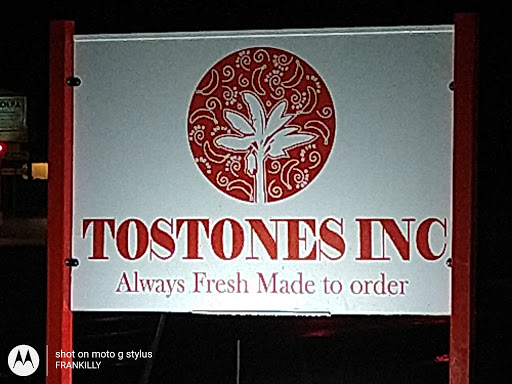 TOSTONES INC
Always Fresh Made to order
shot on moto g stylus
FRANKILLY